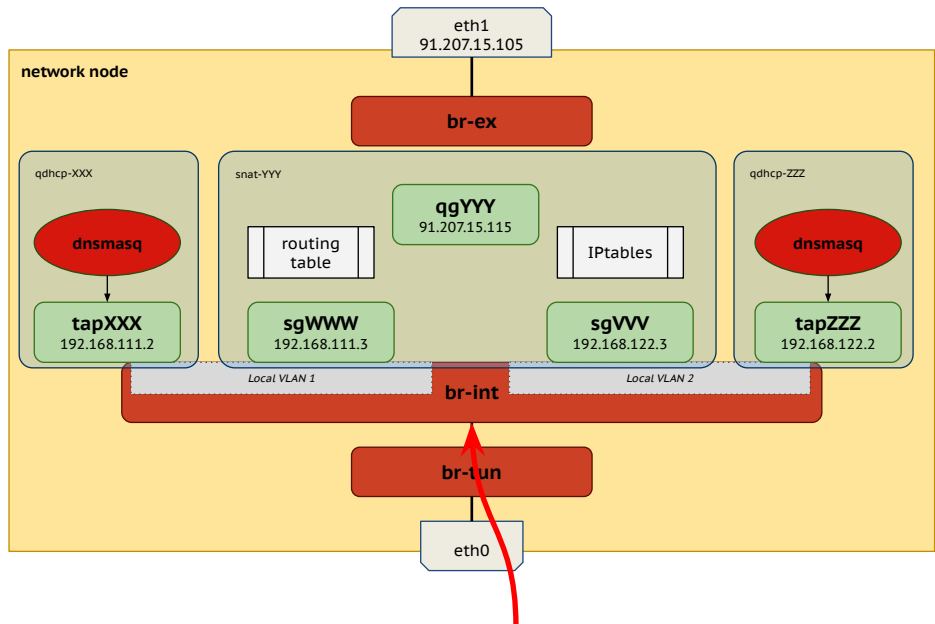 eth1
91.207.15.105
network node
br-ex
qdhcp-XXX
snat-YYY
qdhcp-ZZZ
qgYYY
91.207.15.115
dnsmasq
routing
table
IPtables
dnsmasq
tapXXX
192.168.111.2
sgWWW
192.168.111.3
sgVVV
192.168.122.3
tapZZZ
192.168.122.2
Local VLAN 1
Local VLAN 2
br-int
br-tun
eth0